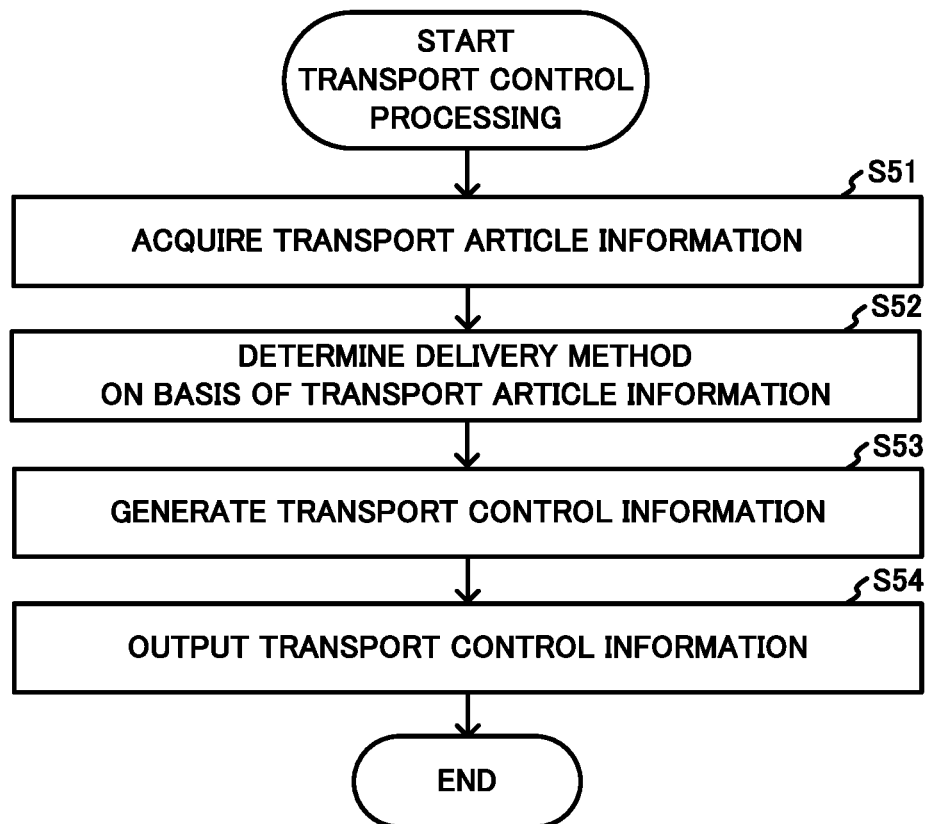 START
TRANSPORT CONTROL
PROCESSING
S51
ACQUIRE TRANSPORT ARTICLE INFORMATION
S52
DETERMINE DELIVERY METHOD
ON BASIS OF TRANSPORT ARTICLE INFORMATION
S53
GENERATE TRANSPORT CONTROL INFORMATION
S54
OUTPUT TRANSPORT CONTROL INFORMATION
END